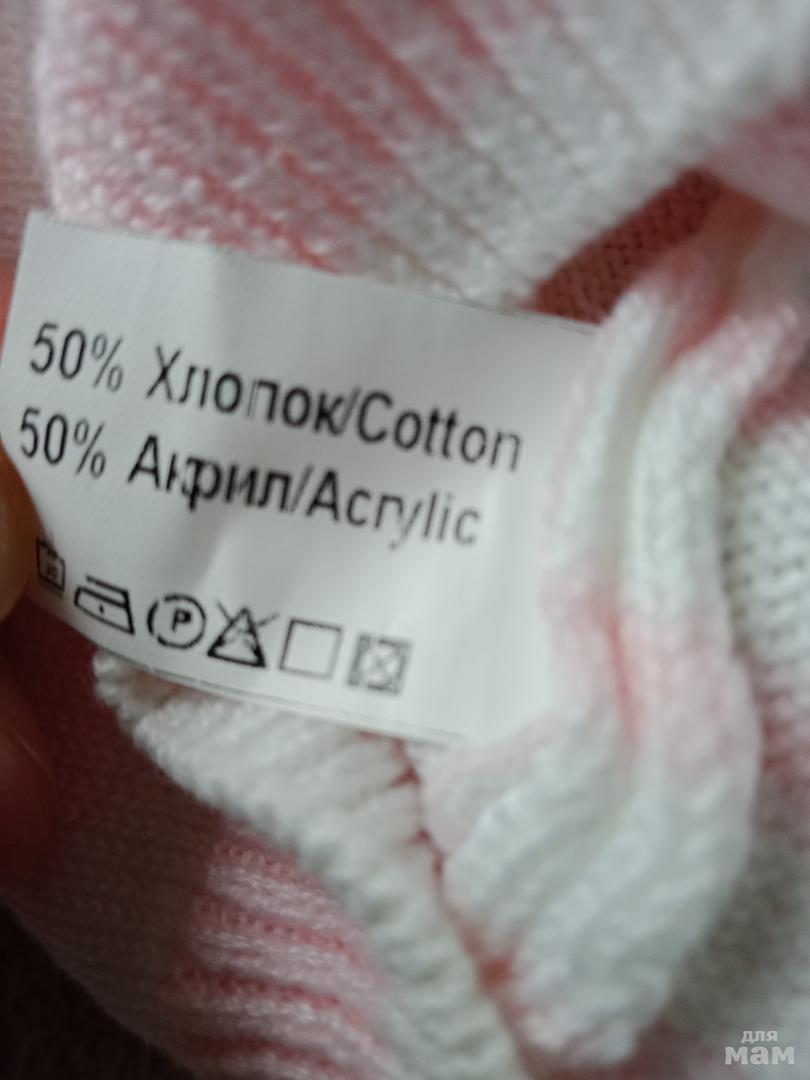 50% Хлопок/Cotton
50% Акрил/Acrylic
P
для
мам